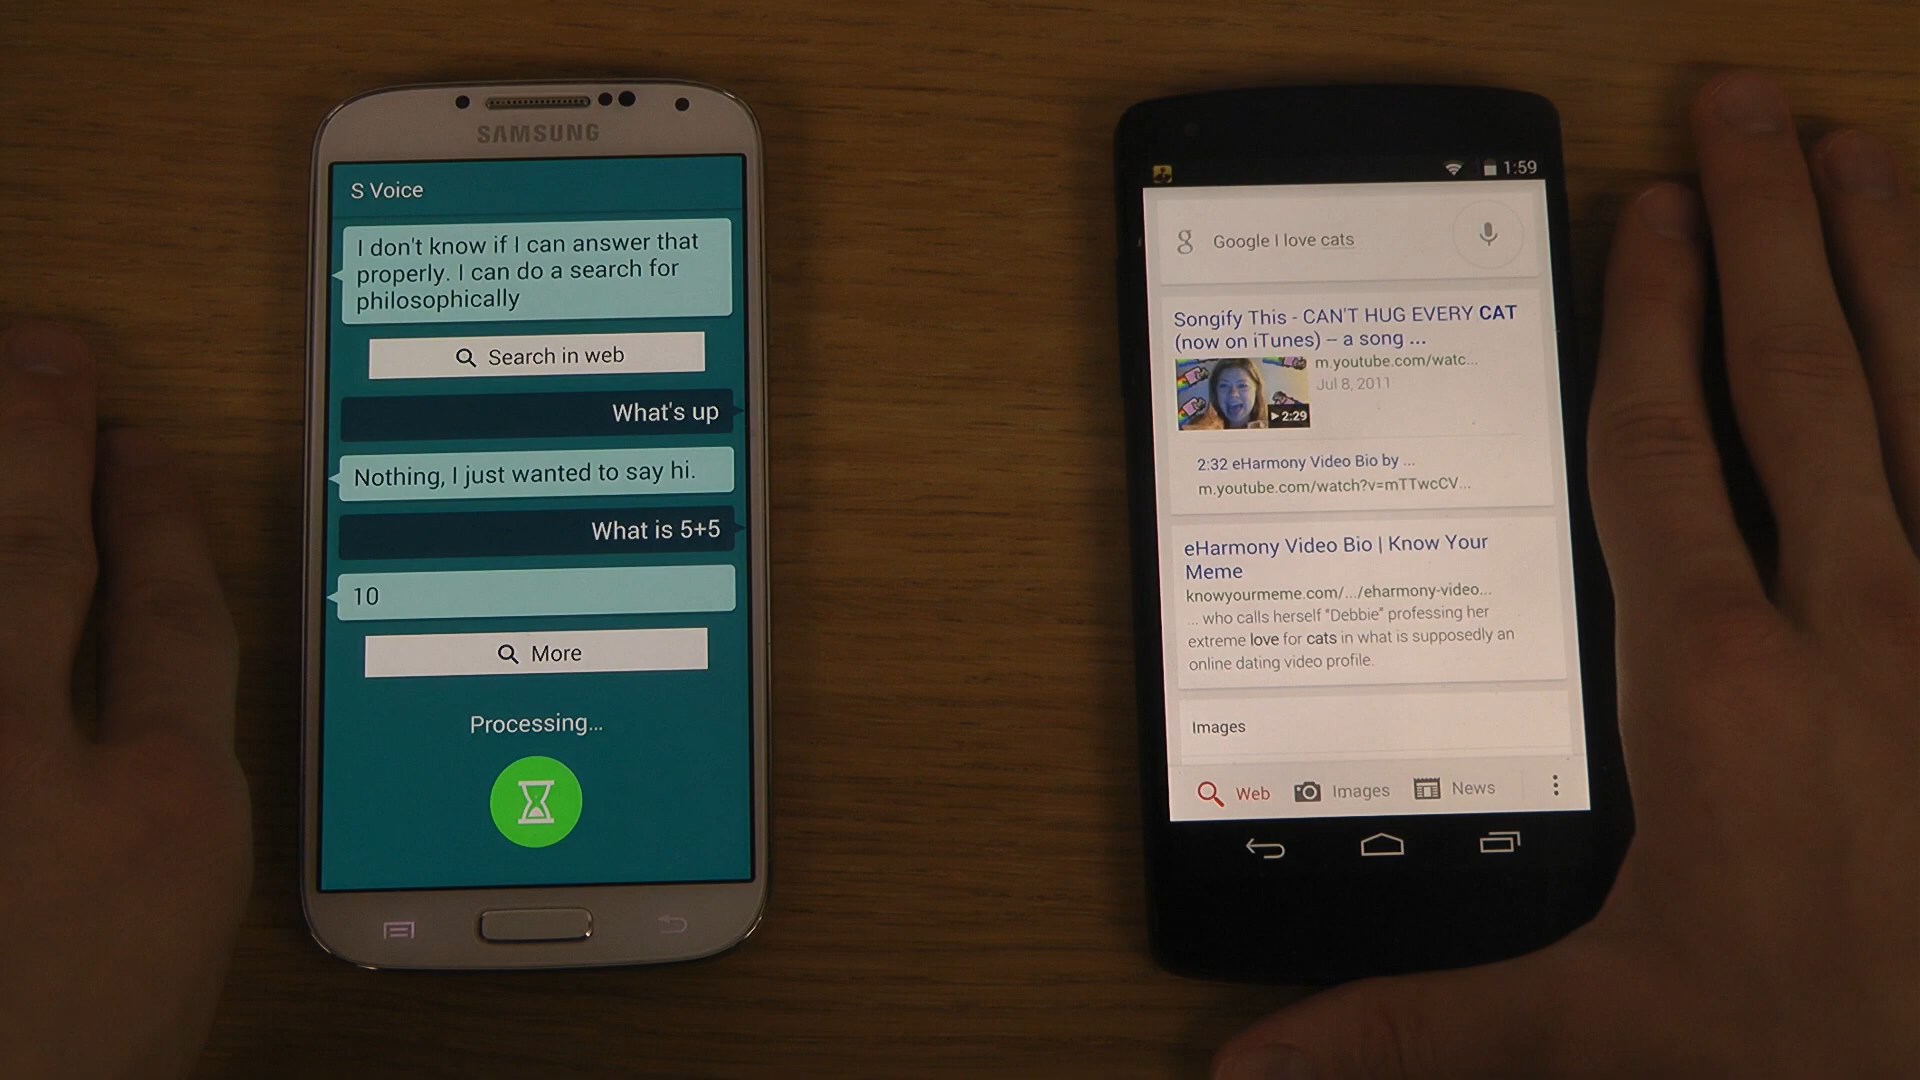 SAMSUNG
S Voice
I don't know if I can answer that
properly. I can do a search for
philosophically
Search in web
What's up
Nothing, I just wanted to say hi.
What is 5+5
10
More
Processing...
1:59
g Google I love cats
Songify This - CAN'T HUG EVERY CAT
(now on iTunes) – a song ...
m.youtube.com/watc...
Jul 8, 2011
2:29
2:32 eHarmony Video Bio by ...
m.youtube.com/watch?v=mTTwcCV...
eHarmony Video Bio | Know Your
Meme
knowyourmeme.com/.../eharmony-video...
... who calls herself "Debbie" professing her
extreme love for cats in what is supposedly an
online dating video profile.
Images
Web Images News